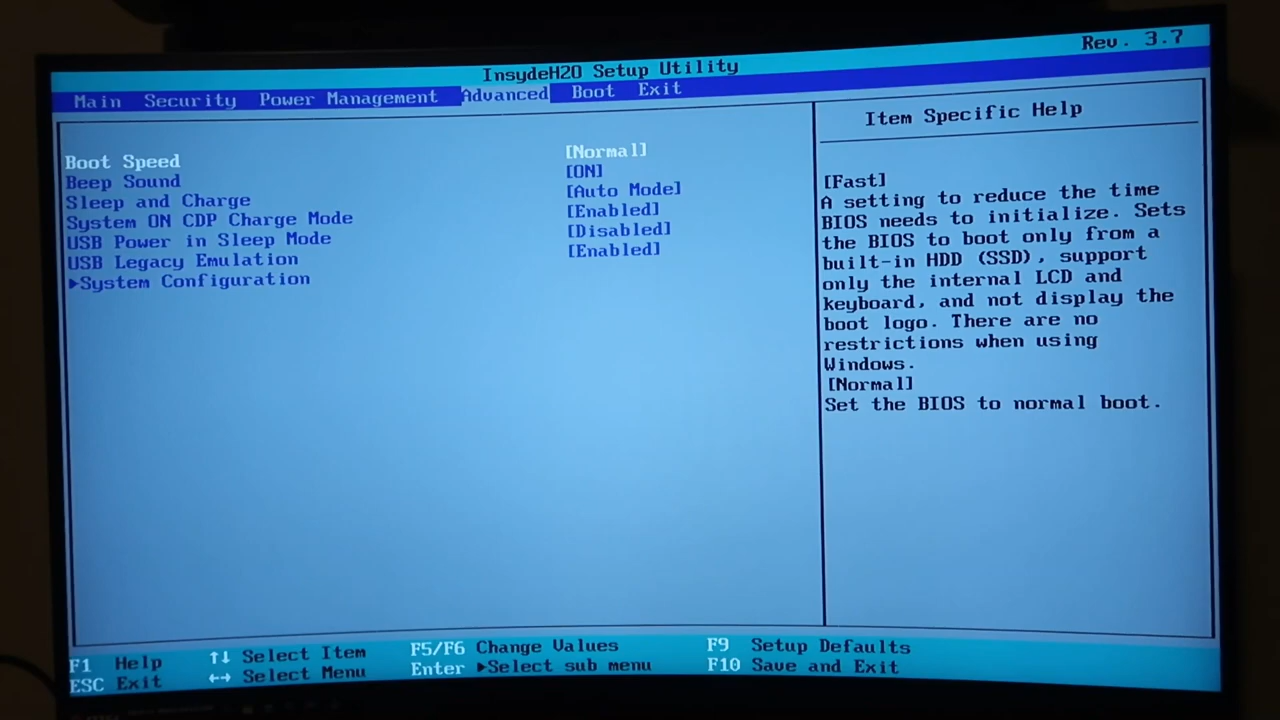 InsydeH2O Setup Utility Rev. 3.7
Main Security Power Management Advanced Boot Exit
Boot Speed [Normal]
Beep Sound [ON]
Sleep and Charge [Auto Mode]
System ON CDP Charge Mode [Enabled]
USB Power in Sleep Mode [Disabled]
USB Legacy Emulation [Enabled]
▶System Configuration
Item Specific Help
[Fast]
A setting to reduce the time
BIOS needs to initialize. Sets
the BIOS to boot only from a
built-in HDD (SSD), support
only the internal LCD and
keyboard, and not display the
boot logo. There are no
restrictions when using
Windows.
[Normal]
Set the BIOS to normal boot.
F1 Help ↑↓ Select Item F5/F6 Change Values F9 Setup Defaults
ESC Exit ←→ Select Menu Enter ▶Select sub menu F10 Save and Exit